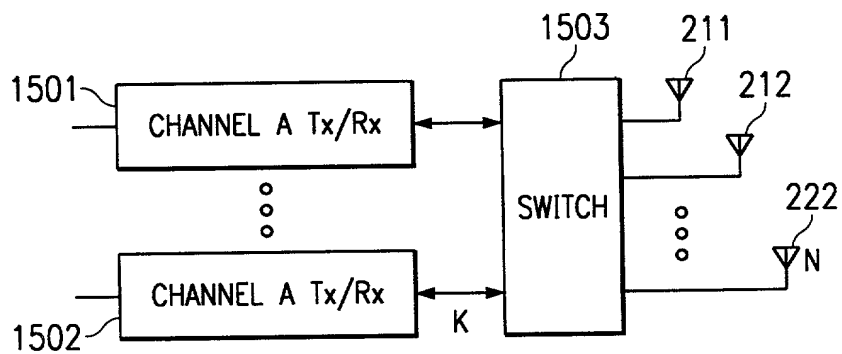 1503
211
1501
212
CHANNEL A Tx/Rx
SWITCH
222
N
CHANNEL A Tx/Rx
K
1502